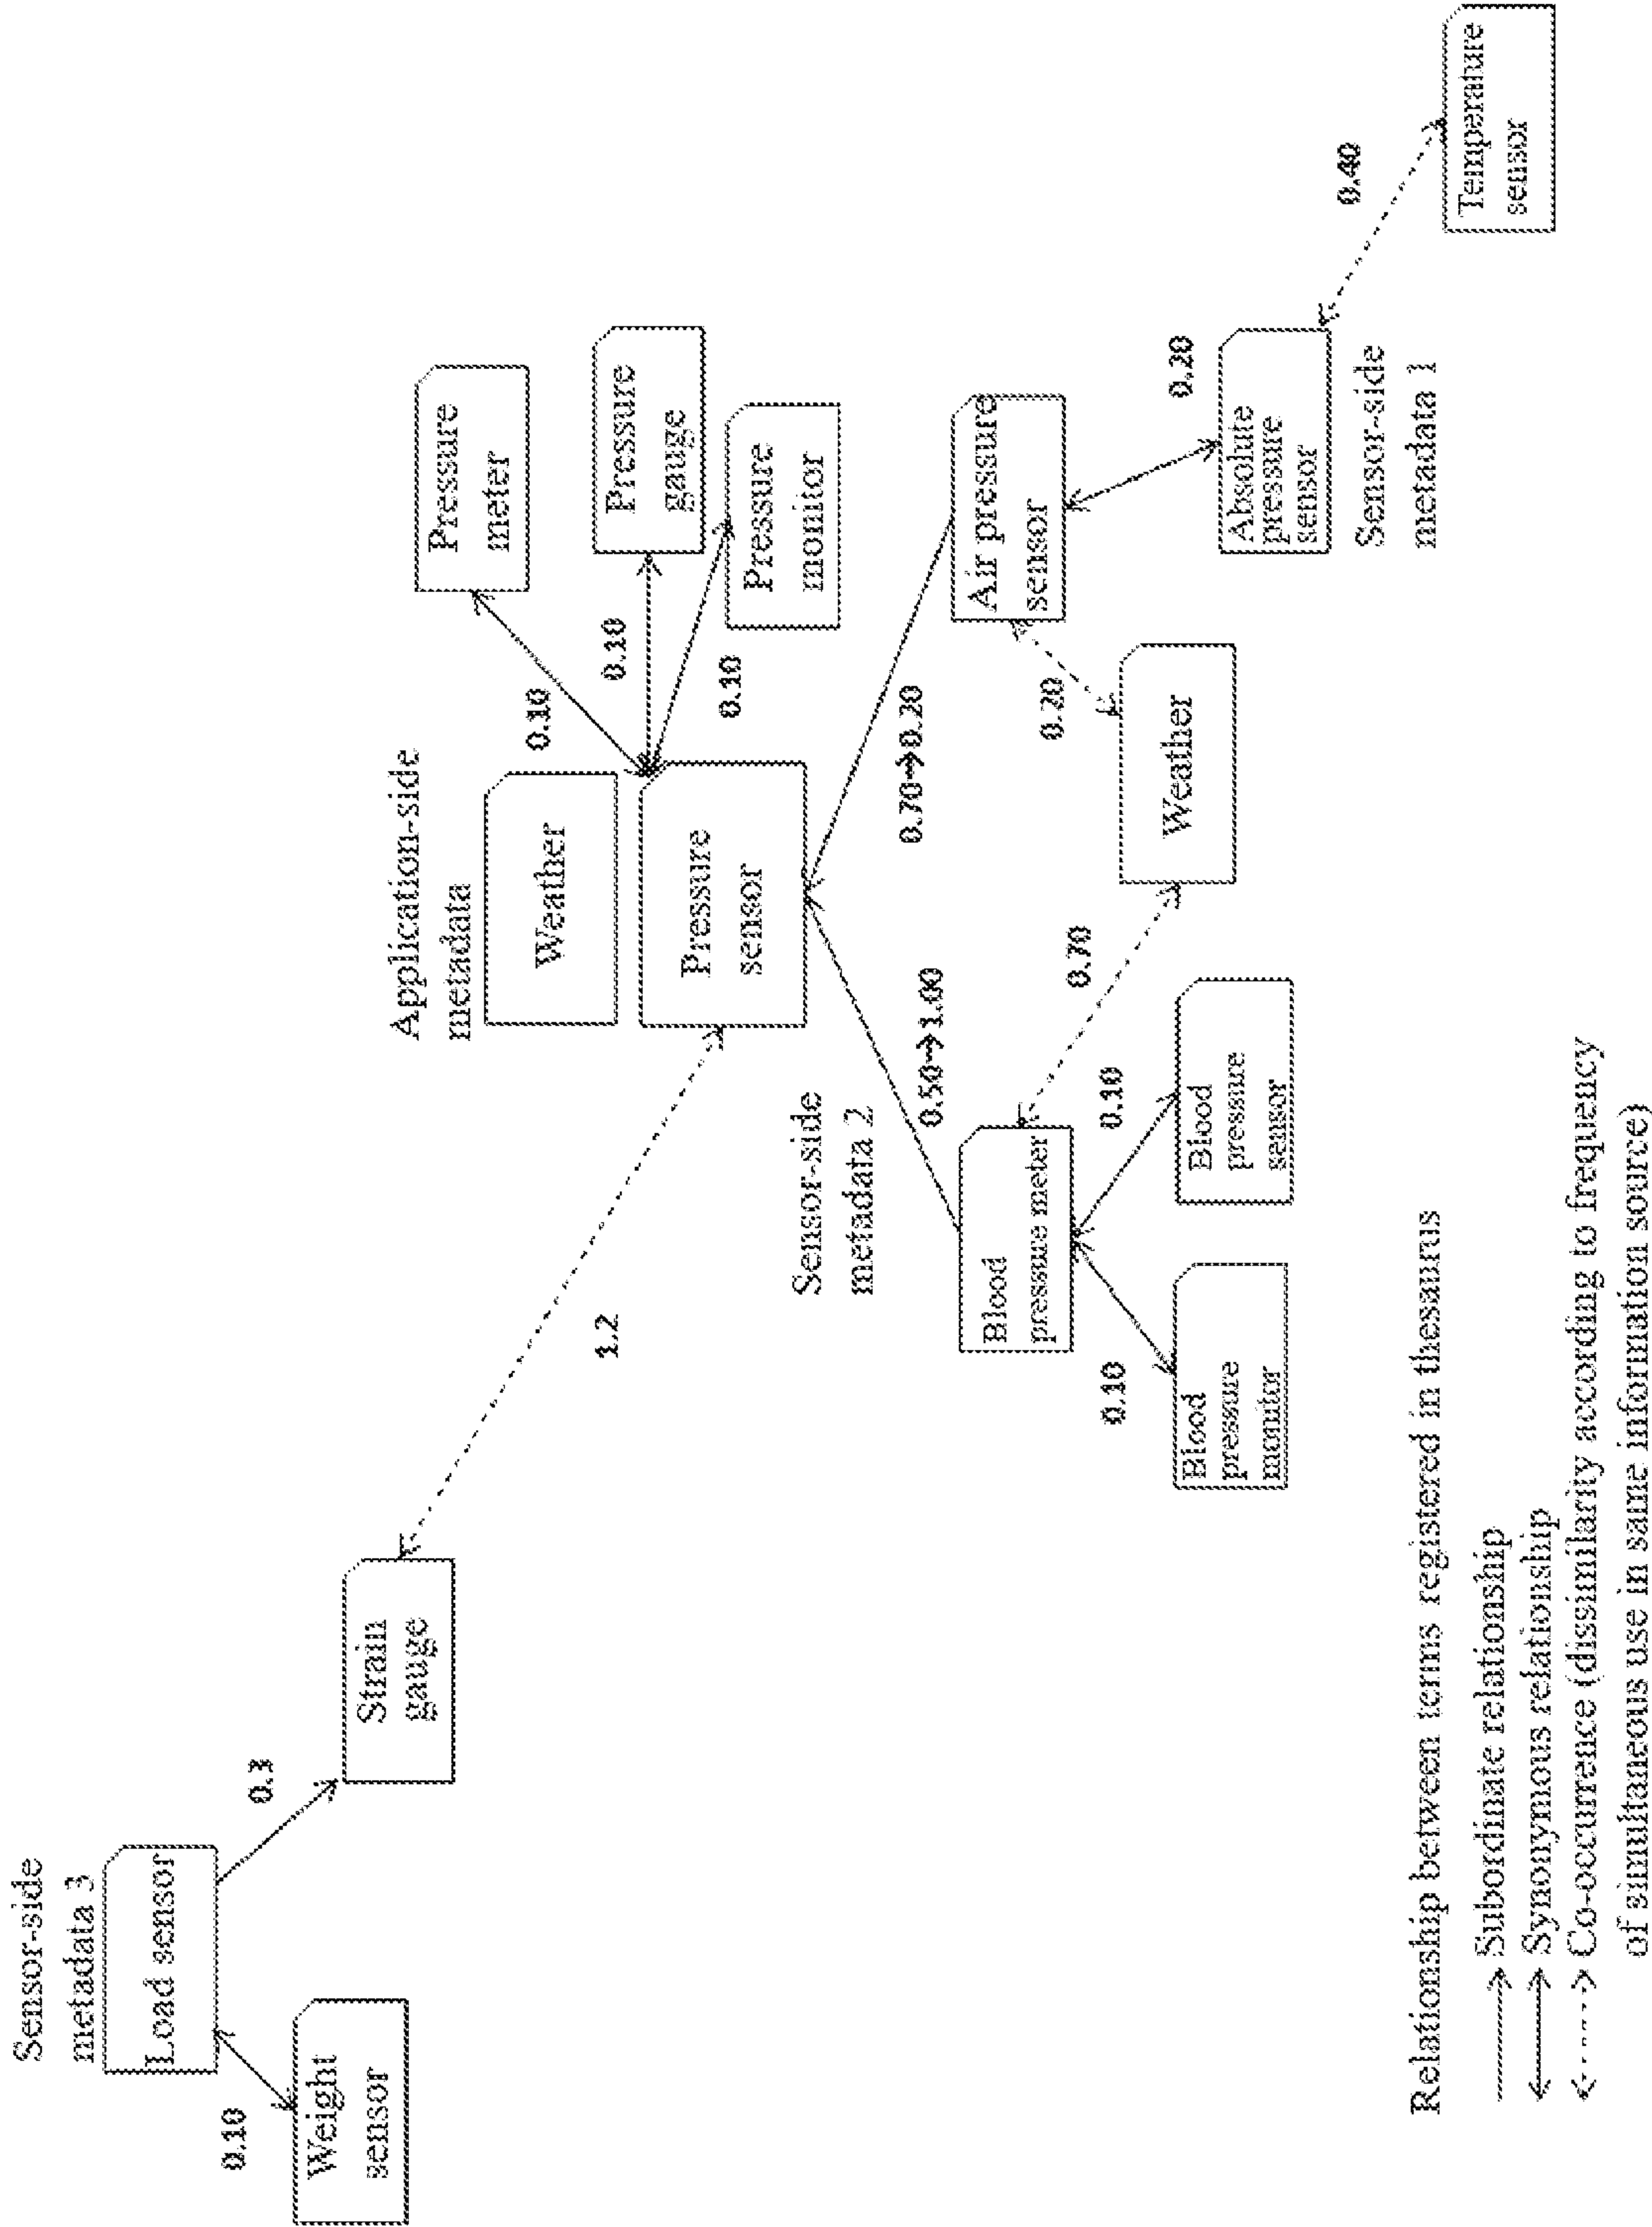 Sensor-side
metadata 3
Load sensor
0.10
Weight
sensor
0.3
Strain
gauge
1.2
Application-side
metadata
Weather
Pressure
sensor
0.10
Pressure
meter
0.10
Pressure
gauge
0.10
Pressure
monitor
Sensor-side
metadata 2
0.50→1.00
0.70→0.20
Blood
pressure meter
Air pressure
sensor
0.70
0.20
Weather
0.10
Blood
pressure
monitor
0.10
Blood
pressure
sensor
0.20
Absolute
pressure
sensor
Sensor-side
metadata 1
0.40
Temperature
sensor
Relationship between terms registered in thesaurus
Subordinate relationship
Synonymous relationship
Co-occurrence (dissimilarity according to frequency
of simultaneous use in same information source)